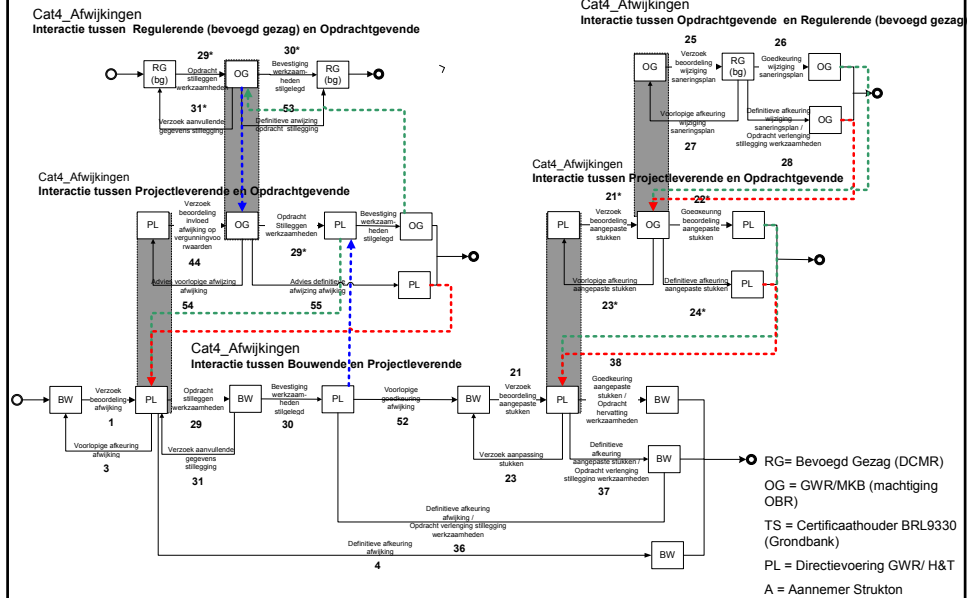 Cat4_Afwijkingen
Interactie tussen Regulerende (bevoegd gezag) en Opdrachtgevende
29*
30*
RG
(bg)
Opdracht
stilleggen
werkzaamheden
OG
Bevestiging
werkzaam-
heden
stilgelegd
RG
(bg)
31*
Verzoek aanvullende
gegevens stillegging
53
Definitieve afwijzing
opdracht stillegging
Cat4_Afwijkingen
Interactie tussen Opdrachtgevende en Regulerende (bevoegd gezag)
25
26
OG
Verzoek
beoordeling
wijziging
saneringsplan
RG
(bg)
Goedkeuring
wijziging
saneringsplan
OG
Voorlopige afkeuring
wijziging
saneringsplan
27
Definitieve afkeuring
wijziging
saneringsplan /
Opdracht verlenging
stillegging werkzaamheden
28
OG
Cat4_Afwijkingen
Interactie tussen Projectleverende en Opdrachtgevende
PL
Verzoek
beoordeling
invloed
afwijking op
vergunningvoo
rwaarden
44
OG
Opdracht
Stilleggen
werkzaamheden
29*
PL
Bevestiging
werkzaam-
heden
stilgelegd
OG
Advies voorlopige afwijzing
afwijking
54
Advies definitieve
afwijzing afwijking
55
PL
Cat4_Afwijkingen
Interactie tussen Projectleverende en Opdrachtgevende
21*
22*
PL
Verzoek
beoordeling
aangepaste
stukken
OG
Goedkeuring
beoordeling
aangepaste
stukken
PL
Voorlopige afkeuring
aangepaste stukken
23*
Definitieve afkeuring
aangepaste stukken
24*
PL
Cat4_Afwijkingen
Interactie tussen Bouwende en Projectleverende
BW
Verzoek
beoordeling
afwijking
1
PL
Opdracht
stilleggen
werkzaamheden
29
BW
Bevestiging
werkzaam-
heden
stilgelegd
30
PL
Voorlopige
goedkeuring
afwijking
52
BW
21
Verzoek
beoordeling
aangepaste
stukken
PL
38
Goedkeuring
aangepaste
stukken /
Opdracht
hervatting
werkzaamheden
BW
Voorlopige afkeuring
afwijking
3
Verzoek aanvullende
gegevens
stillegging
31
Verzoek aanpassing
stukken
23
Definitieve
afkeuring
aangepaste stukken /
Opdracht verlenging
stillegging werkzaamheden
37
BW
Definitieve afkeuring
afwijking /
Opdracht verlenging stillegging
werkzaamheden
36
Definitieve afkeuring
afwijking
4
BW
RG= Bevoegd Gezag (DCMR)
OG = GWR/MKB (machtiging
OBR)
TS = Certificaathouder BRL9330
(Grondbank)
PL = Directievoering GWR/ H&T
A = Aannemer Strukton